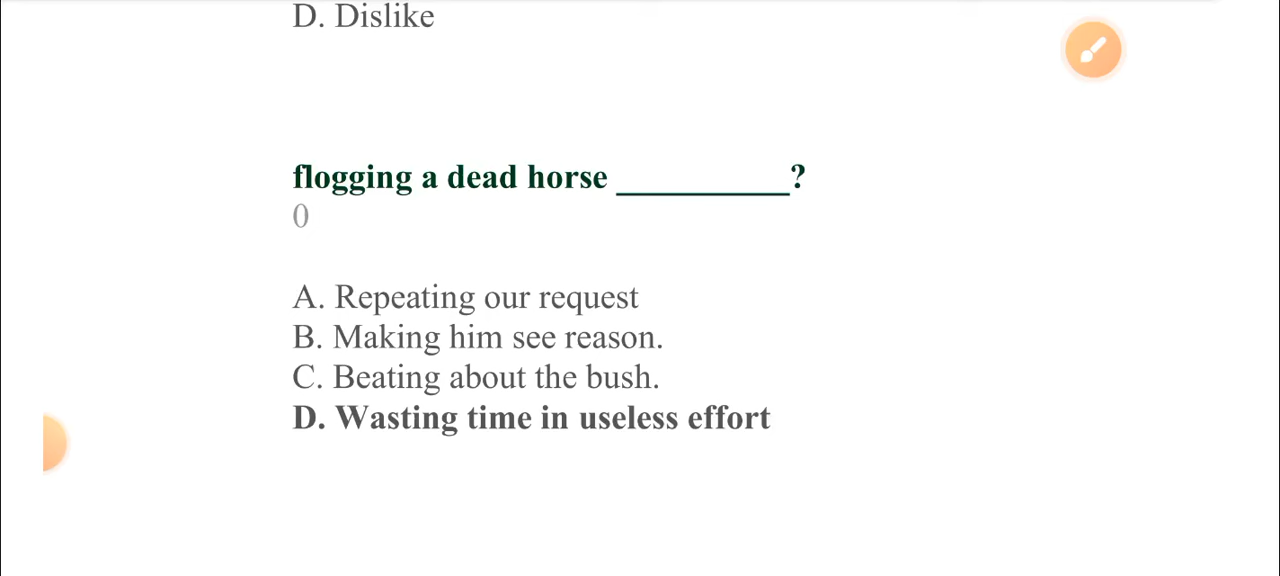 D. Dislike
flogging a dead horse __________?
0
A. Repeating our request
B. Making him see reason.
C. Beating about the bush.
D. Wasting time in useless effort